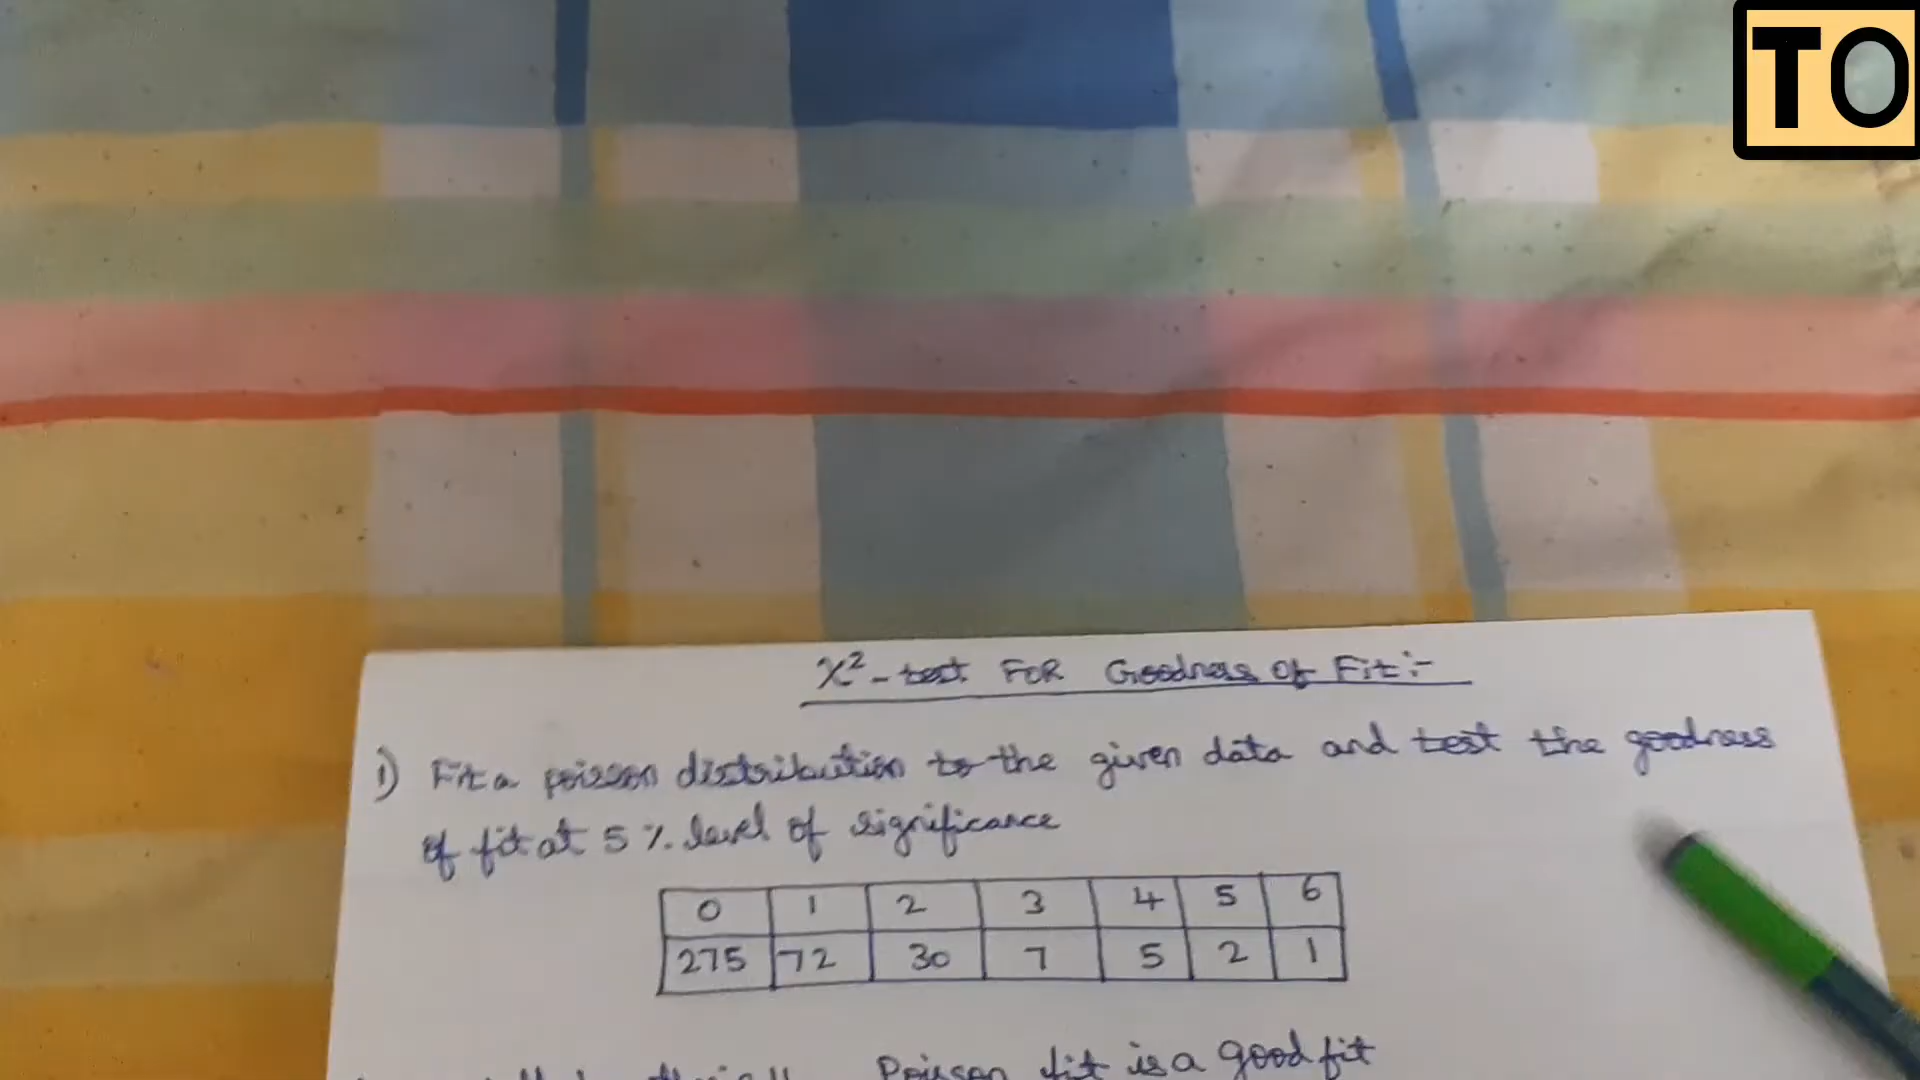 TO
χ²-test FOR Goodness of Fit:-
1) Fit a poisson distribution to the given data and test the goodness
of fit at 5 %. level of significance
0 1 2 3 4 5 6
275 72 30 7 5 2 1
Poisson fit is a good fit